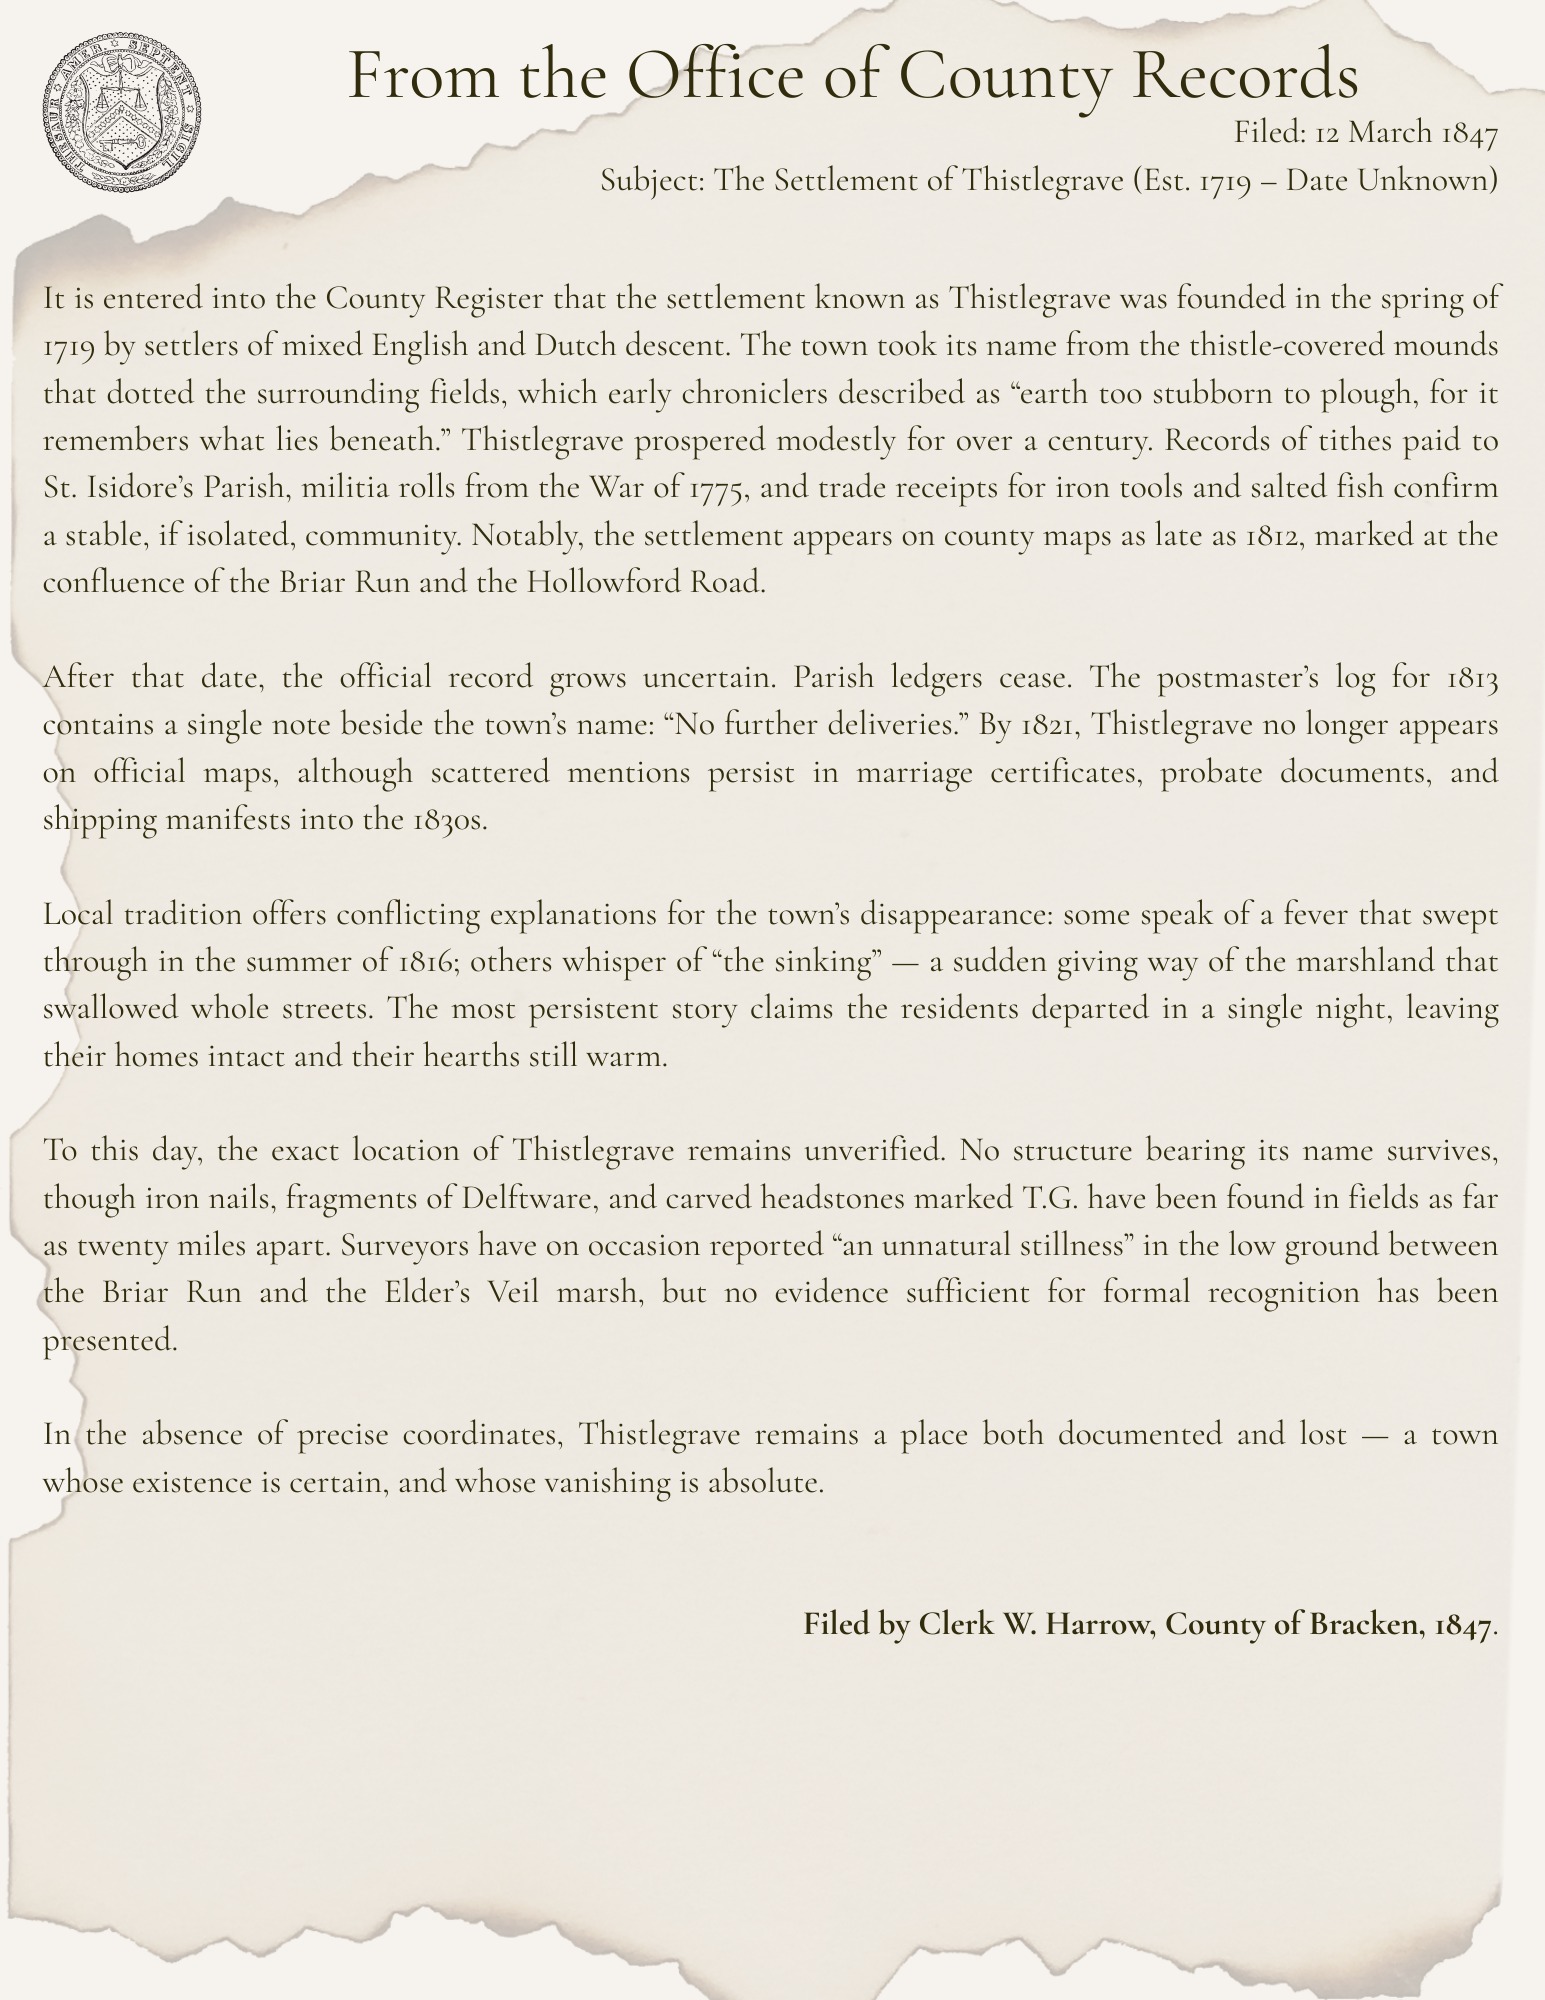 THESAUR. AMER. SEPTENT. SIGIL.
From the Office of County Records
Filed: 12 March 1847
Subject: The Settlement of Thistlegrave (Est. 1719 – Date Unknown)
It is entered into the County Register that the settlement known as Thistlegrave was founded in the spring of
1719 by settlers of mixed English and Dutch descent. The town took its name from the thistle-covered mounds
that dotted the surrounding fields, which early chroniclers described as “earth too stubborn to plough, for it
remembers what lies beneath.” Thistlegrave prospered modestly for over a century. Records of tithes paid to
St. Isidore’s Parish, militia rolls from the War of 1775, and trade receipts for iron tools and salted fish confirm
a stable, if isolated, community. Notably, the settlement appears on county maps as late as 1812, marked at the
confluence of the Briar Run and the Hollowford Road.
After that date, the official record grows uncertain. Parish ledgers cease. The postmaster’s log for 1813
contains a single note beside the town’s name: “No further deliveries.” By 1821, Thistlegrave no longer appears
on official maps, although scattered mentions persist in marriage certificates, probate documents, and
shipping manifests into the 1830s.
Local tradition offers conflicting explanations for the town’s disappearance: some speak of a fever that swept
through in the summer of 1816; others whisper of “the sinking” — a sudden giving way of the marshland that
swallowed whole streets. The most persistent story claims the residents departed in a single night, leaving
their homes intact and their hearths still warm.
To this day, the exact location of Thistlegrave remains unverified. No structure bearing its name survives,
though iron nails, fragments of Delftware, and carved headstones marked T.G. have been found in fields as far
as twenty miles apart. Surveyors have on occasion reported “an unnatural stillness” in the low ground between
the Briar Run and the Elder’s Veil marsh, but no evidence sufficient for formal recognition has been
presented.
In the absence of precise coordinates, Thistlegrave remains a place both documented and lost — a town
whose existence is certain, and whose vanishing is absolute.
Filed by Clerk W. Harrow, County of Bracken, 1847.